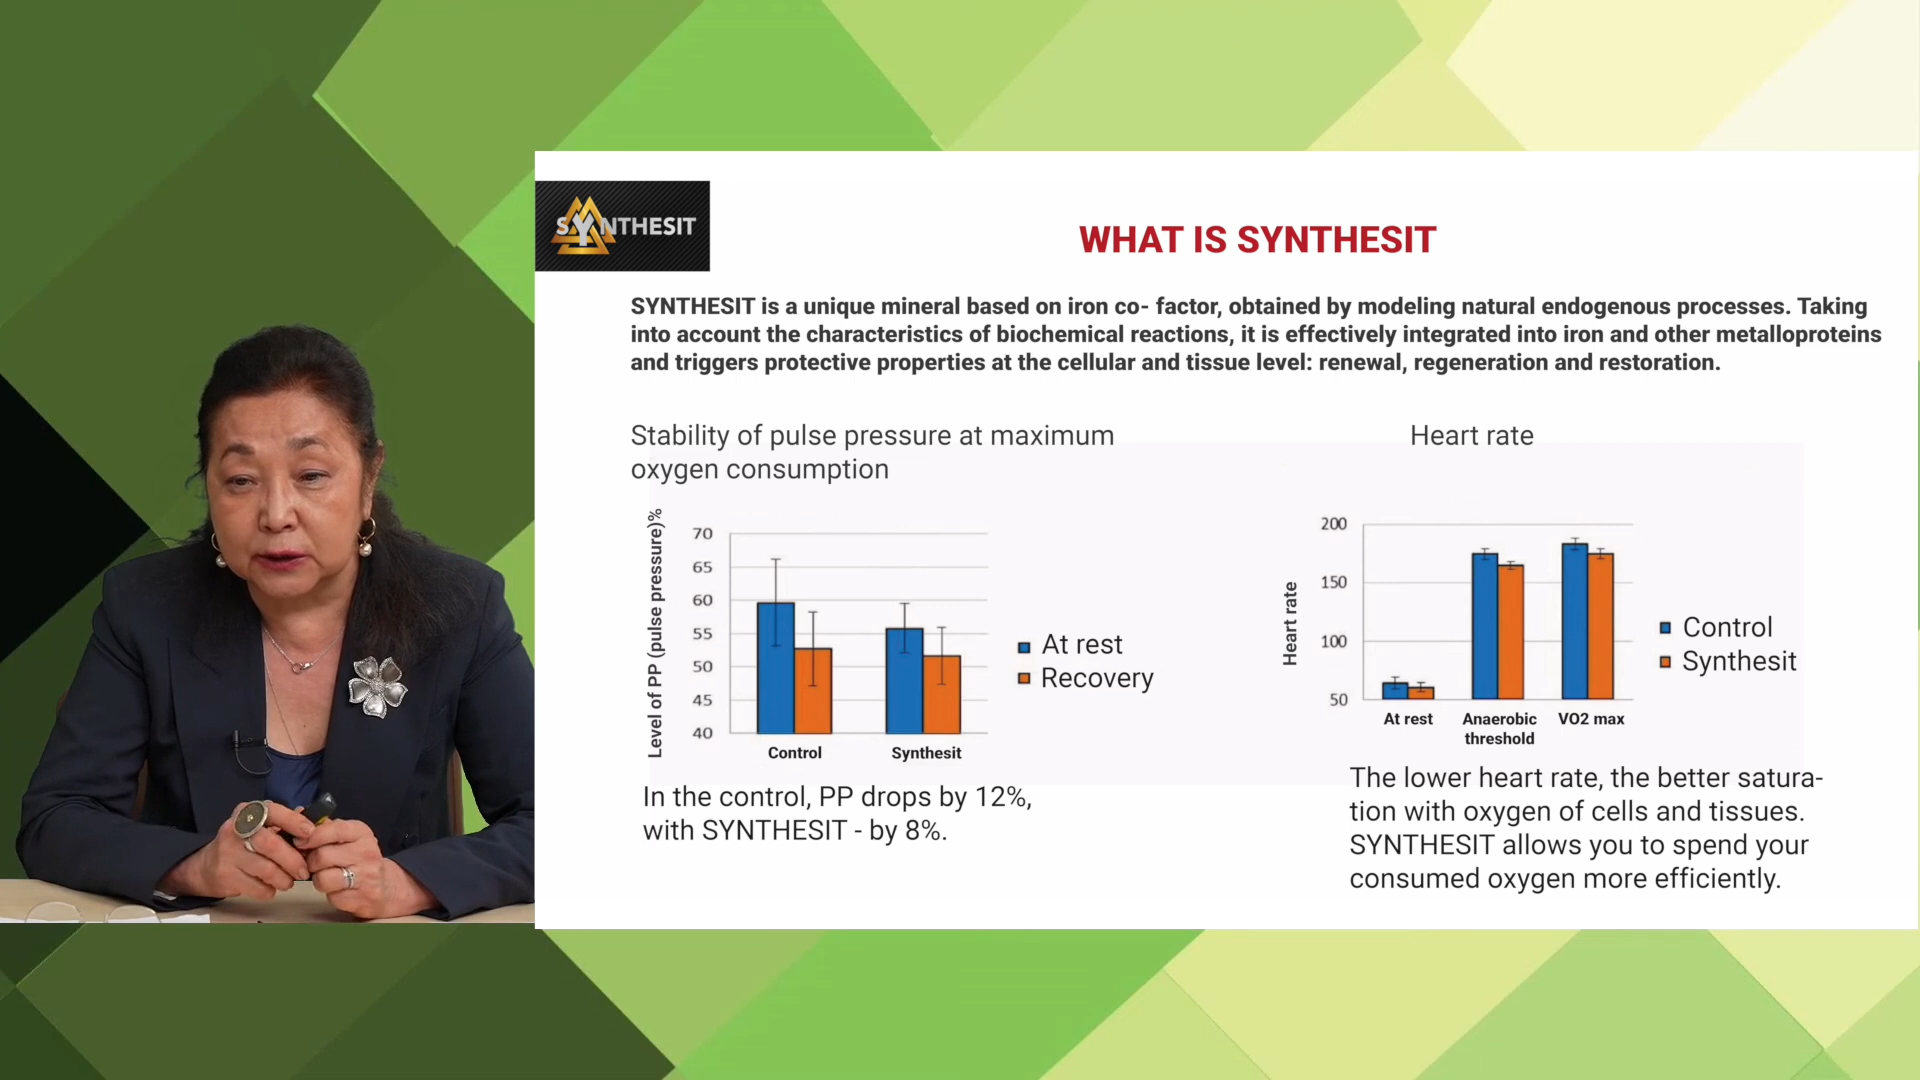 SYNTHESIT
WHAT IS SYNTHESIT
SYNTHESIT is a unique mineral based on iron co- factor, obtained by modeling natural endogenous processes. Taking
into account the characteristics of biochemical reactions, it is effectively integrated into iron and other metalloproteins
and triggers protective properties at the cellular and tissue level: renewal, regeneration and restoration.
Stability of pulse pressure at maximum
oxygen consumption
Level of PP (pulse pressure)%
70
65
60
55
50
45
40
Control
Synthesit
At rest
Recovery
In the control, PP drops by 12%,
with SYNTHESIT - by 8%.
Heart rate
Heart rate
200
150
100
50
At rest
Anaerobic
threshold
VO2 max
Control
Synthesit
The lower heart rate, the better satura-
tion with oxygen of cells and tissues.
SYNTHESIT allows you to spend your
consumed oxygen more efficiently.